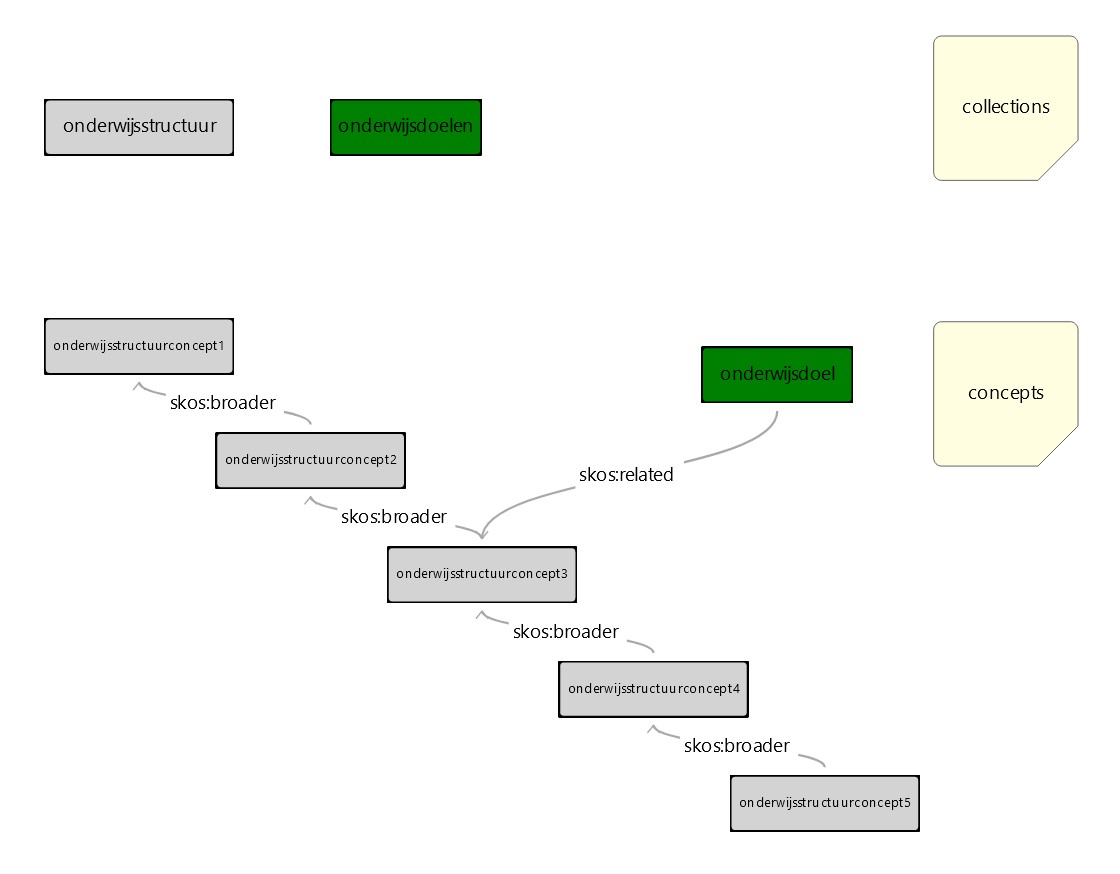 collections
onderwijsstructuur
onderwijsdoelen
onderwijsstructuurconcept1
onderwijsdoel
concepts
skos:broader
onderwijsstructuurconcept2
skos:related
skos:broader
onderwijsstructuurconcept3
skos:broader
onderwijsstructuurconcept4
skos:broader
onderwijsstructuurconcept5